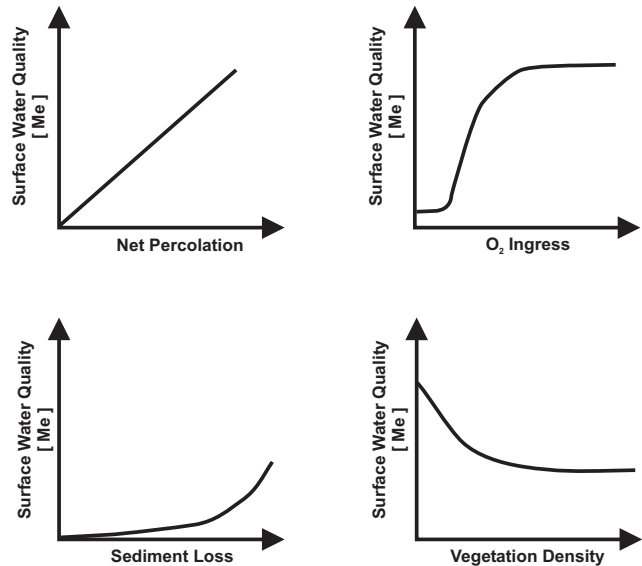 Surface Water Quality
[ Me ]
Net Percolation
Surface Water Quality
[ Me ]
O₂ Ingress
Surface Water Quality
[ Me ]
Sediment Loss
Surface Water Quality
[ Me ]
Vegetation Density